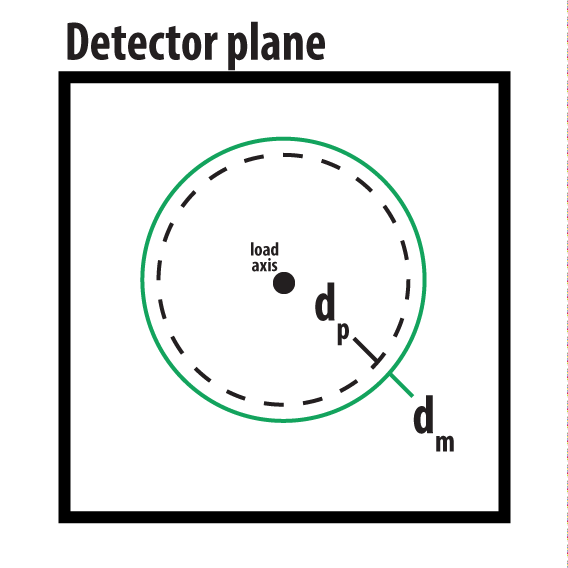 Detector plane
load
axis
dp
dm